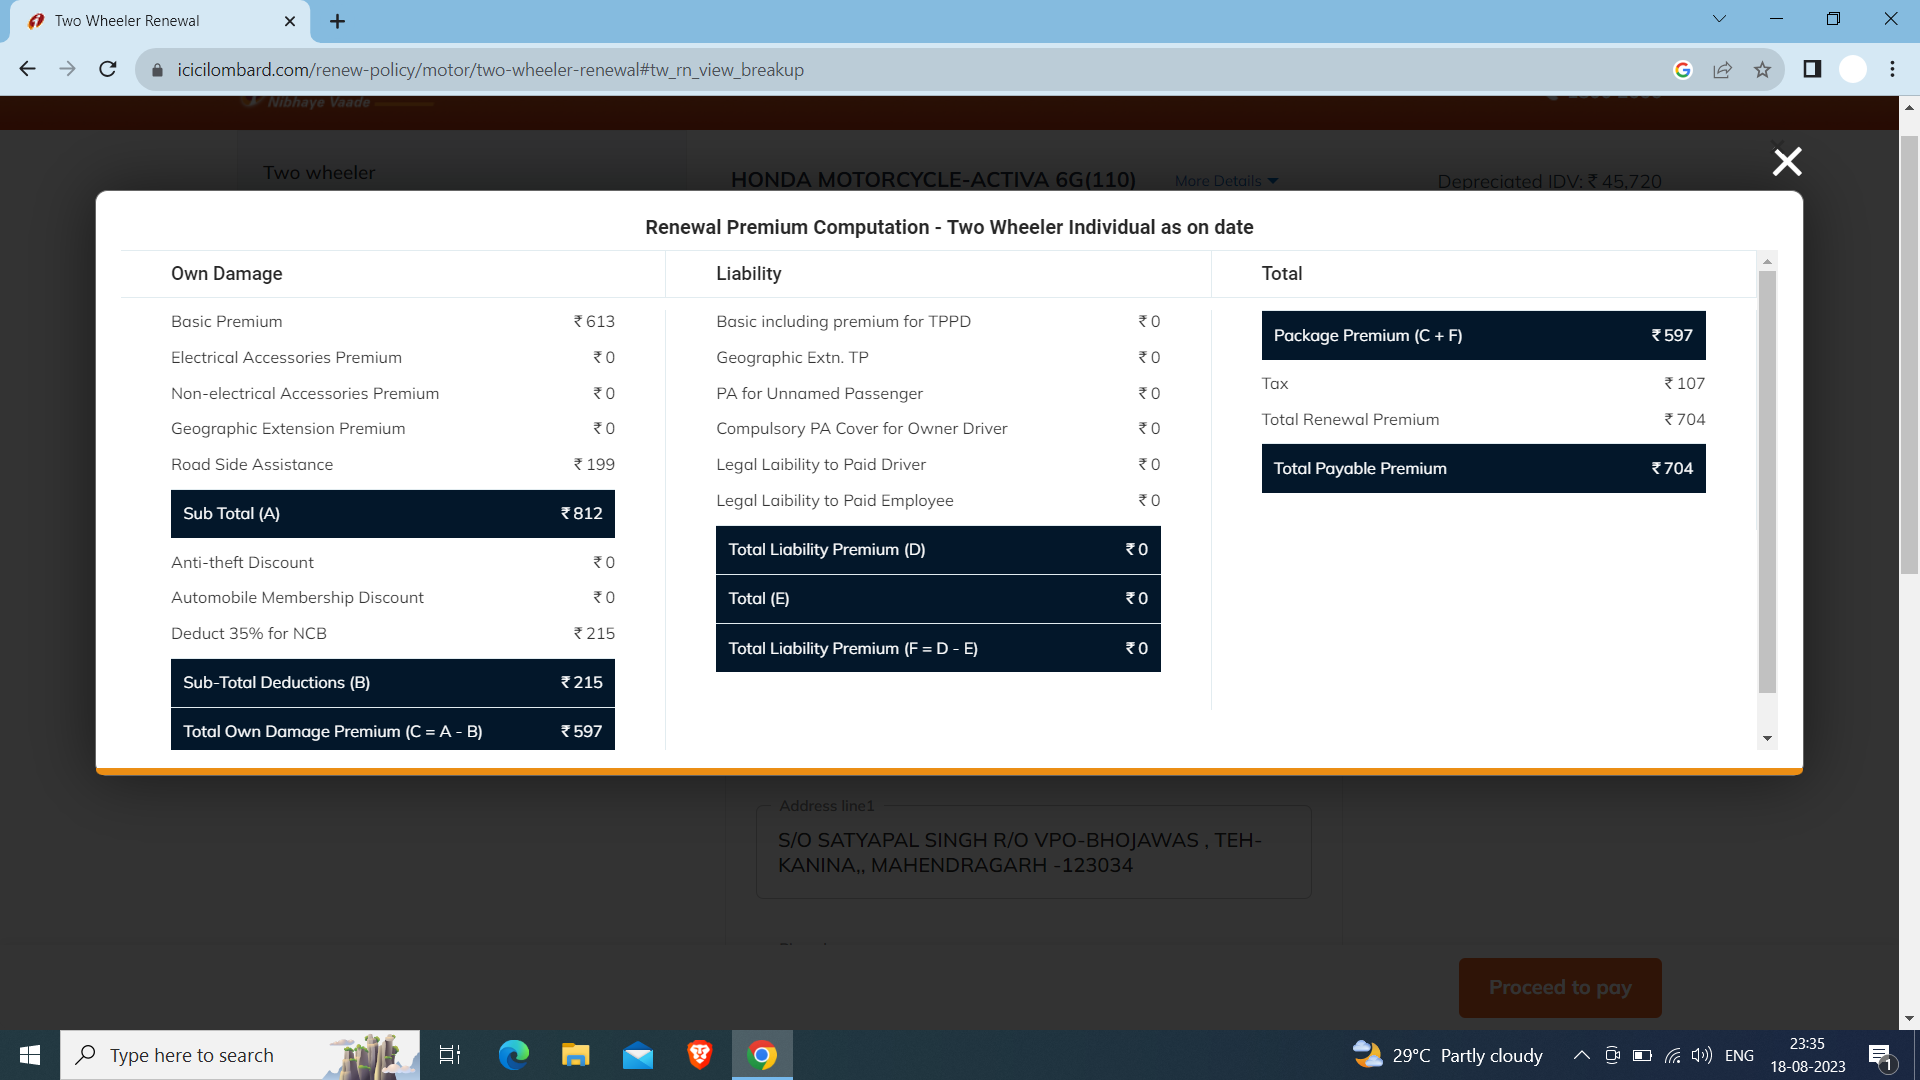 Two Wheeler Renewal
icicilombard.com/renew-policy/motor/two-wheeler-renewal#tw_rn_view_breakup
Nibhaye Vaade
Two wheeler
HONDA MOTORCYCLE-ACTIVA 6G(110)
More Details
Depreciated IDV: ₹ 45,720
Renewal Premium Computation - Two Wheeler Individual as on date
Own Damage
Basic Premium ₹ 613
Electrical Accessories Premium ₹ 0
Non-electrical Accessories Premium ₹ 0
Geographic Extension Premium ₹ 0
Road Side Assistance ₹ 199
Sub Total (A) ₹ 812
Anti-theft Discount ₹ 0
Automobile Membership Discount ₹ 0
Deduct 35% for NCB ₹ 215
Sub-Total Deductions (B) ₹ 215
Total Own Damage Premium (C = A - B) ₹ 597
Liability
Basic including premium for TPPD ₹ 0
Geographic Extn. TP ₹ 0
PA for Unnamed Passenger ₹ 0
Compulsory PA Cover for Owner Driver ₹ 0
Legal Laibility to Paid Driver ₹ 0
Legal Laibility to Paid Employee ₹ 0
Total Liability Premium (D) ₹ 0
Total (E) ₹ 0
Total Liability Premium (F = D - E) ₹ 0
Total
Package Premium (C + F) ₹ 597
Tax ₹ 107
Total Renewal Premium ₹ 704
Total Payable Premium ₹ 704
Address line1
S/O SATYAPAL SINGH R/O VPO-BHOJAWAS , TEH-
KANINA,, MAHENDRAGARH -123034
Proceed to pay
Type here to search
29°C Partly cloudy
ENG
23:35
18-08-2023
1